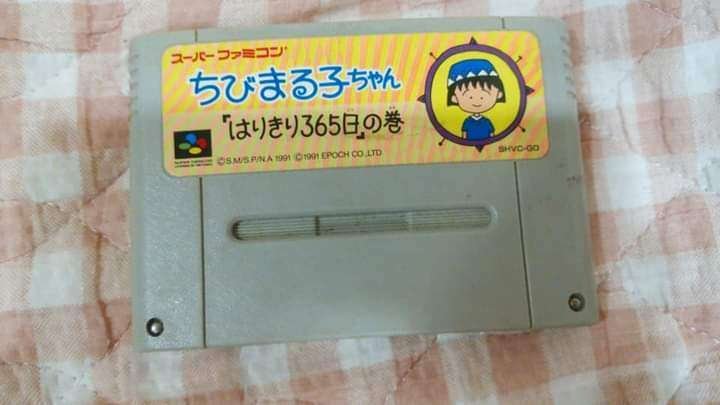 スーパーファミコン
ちびまる子ちゃん
『はりきり365日』の巻
©S.M/S.P/N.A 1991 ©1991 EPOCH CO.,LTD
SHVC-GO